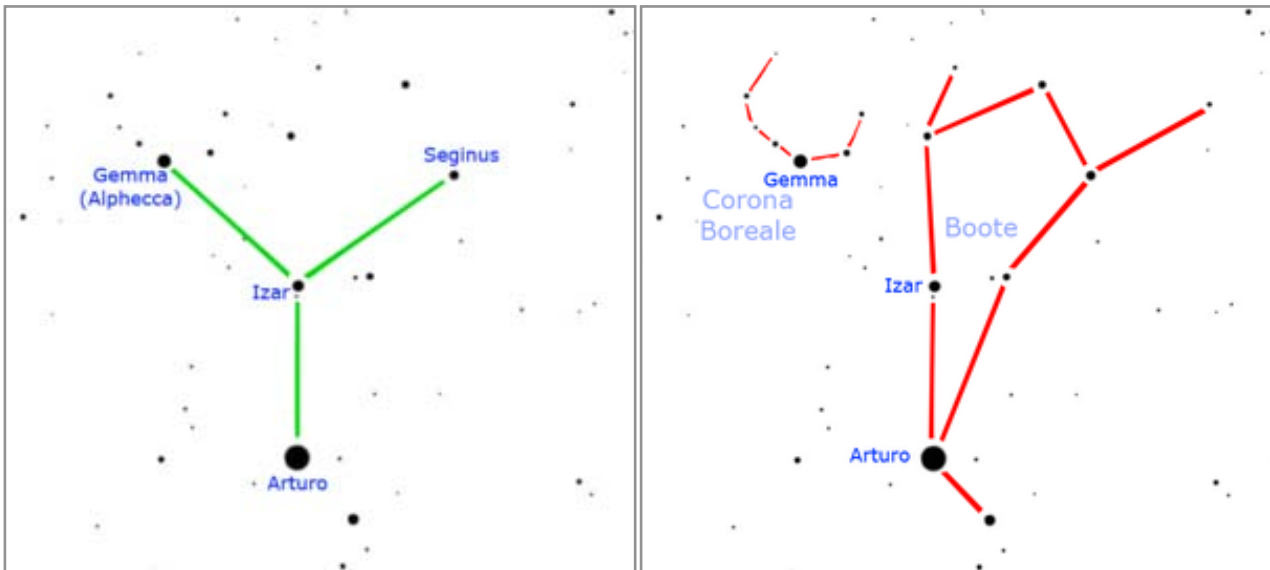 Seginus
Gemma
(Alphecca)
Izar
Arturo
Gemma
Corona
Boreale
Boote
Izar
Arturo